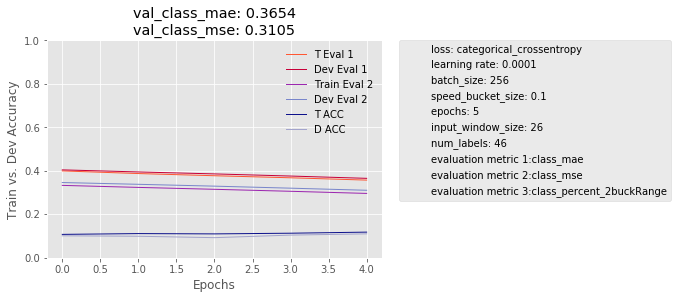 val_class_mae: 0.3654
val_class_mse: 0.3105
Train vs. Dev Accuracy
1.0
0.8
0.6
0.4
0.2
0.0
0.0 0.5 1.0 1.5 2.0 2.5 3.0 3.5 4.0
Epochs
T Eval 1
Dev Eval 1
Train Eval 2
Dev Eval 2
T ACC
D ACC
loss: categorical_crossentropy
learning rate: 0.0001
batch_size: 256
speed_bucket_size: 0.1
epochs: 5
input_window_size: 26
num_labels: 46
evaluation metric 1:class_mae
evaluation metric 2:class_mse
evaluation metric 3:class_percent_2buckRange